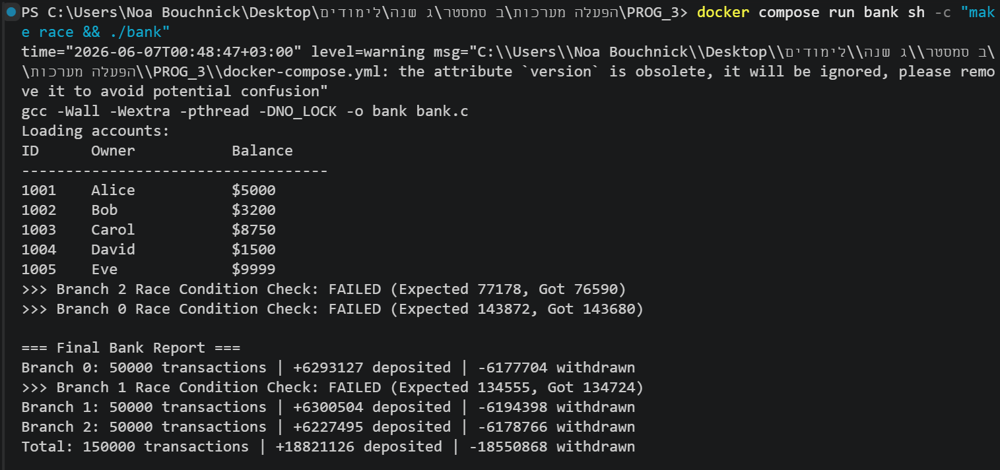 PS C:\Users\Noa Bouchnick\Desktop\לימודים\שנה ג\סמסטר ב\מערכות הפעלה\PROG_3> docker compose run bank sh -c "mak
e race && ./bank"
time="2026-06-07T00:48:47+03:00" level=warning msg="C:\\Users\\Noa Bouchnick\\Desktop\\לימודים\\שנה ג\\סמסטר ב\
\מערכות הפעלה\\PROG_3\\docker-compose.yml: the attribute `version` is obsolete, it will be ignored, please remo
ve it to avoid potential confusion"
gcc -Wall -Wextra -pthread -DNO_LOCK -o bank bank.c
Loading accounts:
ID      Owner           Balance
-----------------------------------
1001    Alice           $5000
1002    Bob             $3200
1003    Carol           $8750
1004    David           $1500
1005    Eve             $9999
>>> Branch 2 Race Condition Check: FAILED (Expected 77178, Got 76590)
>>> Branch 0 Race Condition Check: FAILED (Expected 143872, Got 143680)

=== Final Bank Report ===
Branch 0: 50000 transactions | +6293127 deposited | -6177704 withdrawn
>>> Branch 1 Race Condition Check: FAILED (Expected 134555, Got 134724)
Branch 1: 50000 transactions | +6300504 deposited | -6194398 withdrawn
Branch 2: 50000 transactions | +6227495 deposited | -6178766 withdrawn
Total: 150000 transactions | +18821126 deposited | -18550868 withdrawn